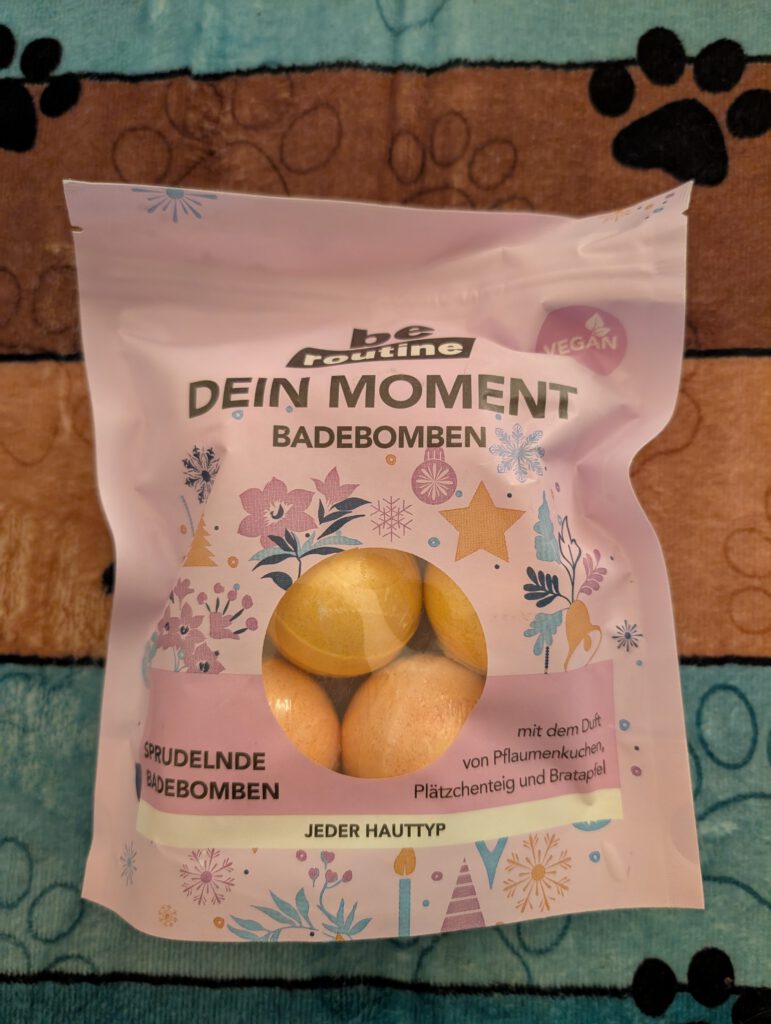 be
routine
VEGAN
DEIN MOMENT
BADEBOMBEN
SPRUDELNDE
BADEBOMBEN
mit dem Duft
von Pflaumenkuchen,
Plätzchenteig und Bratapfel
JEDER HAUTTYP